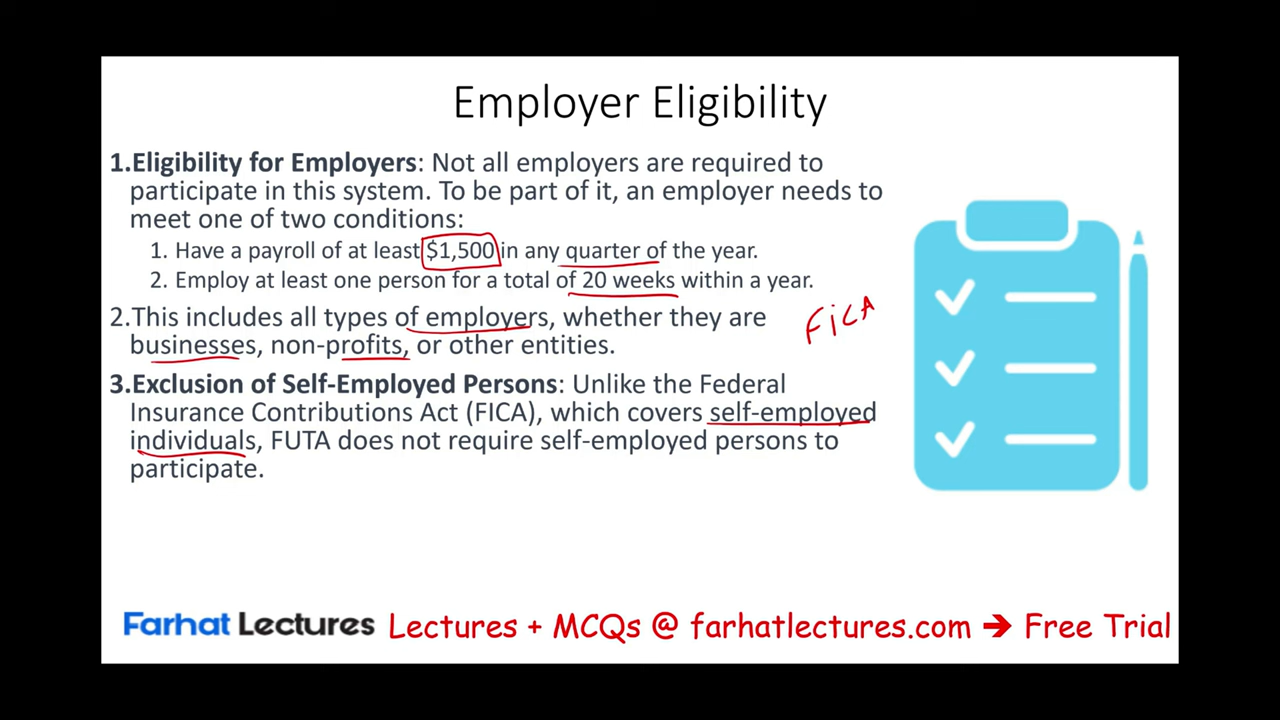 Employer Eligibility
1.Eligibility for Employers: Not all employers are required to
participate in this system. To be part of it, an employer needs to
meet one of two conditions:
1. Have a payroll of at least $1,500 in any quarter of the year.
2. Employ at least one person for a total of 20 weeks within a year.
2.This includes all types of employers, whether they are
businesses, non-profits, or other entities.
FiCA
3.Exclusion of Self-Employed Persons: Unlike the Federal
Insurance Contributions Act (FICA), which covers self-employed
individuals, FUTA does not require self-employed persons to
participate.
Farhat Lectures Lectures + MCQs @ farhatlectures.com → Free Trial